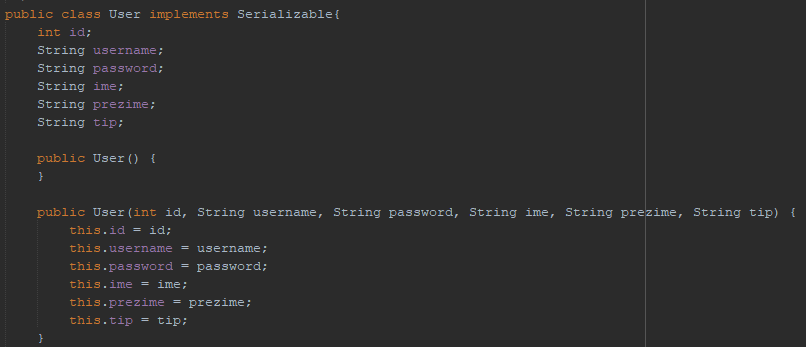 public class User implements Serializable{
    int id;
    String username;
    String password;
    String ime;
    String prezime;
    String tip;

    public User() {
    }

    public User(int id, String username, String password, String ime, String prezime, String tip) {
        this.id = id;
        this.username = username;
        this.password = password;
        this.ime = ime;
        this.prezime = prezime;
        this.tip = tip;
    }